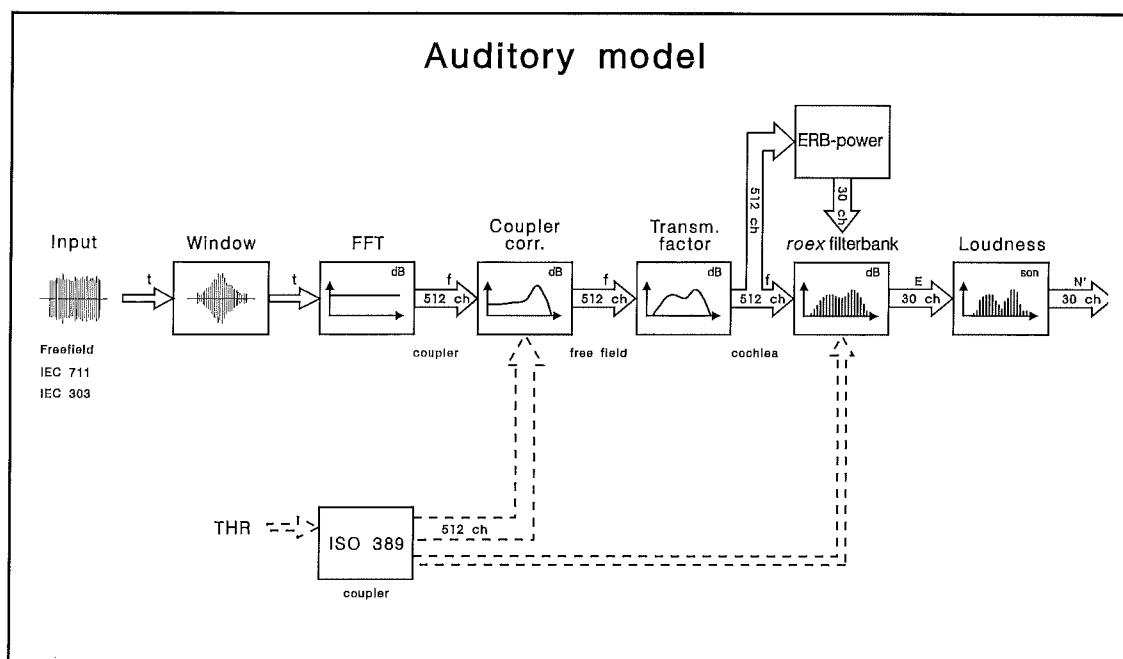 Auditory model
ERB-power
512 ch
30 ch
Input
Window
FFT
Coupler
corr.
Transm.
factor
roex filterbank
Loudness
t
t
dB
f
512 ch
dB
f
512 ch
dB
f
512 ch
dB
E
30 ch
son
N'
30 ch
coupler
free field
cochlea
Freefield
IEC 711
IEC 303
THR
ISO 389
512 ch
coupler